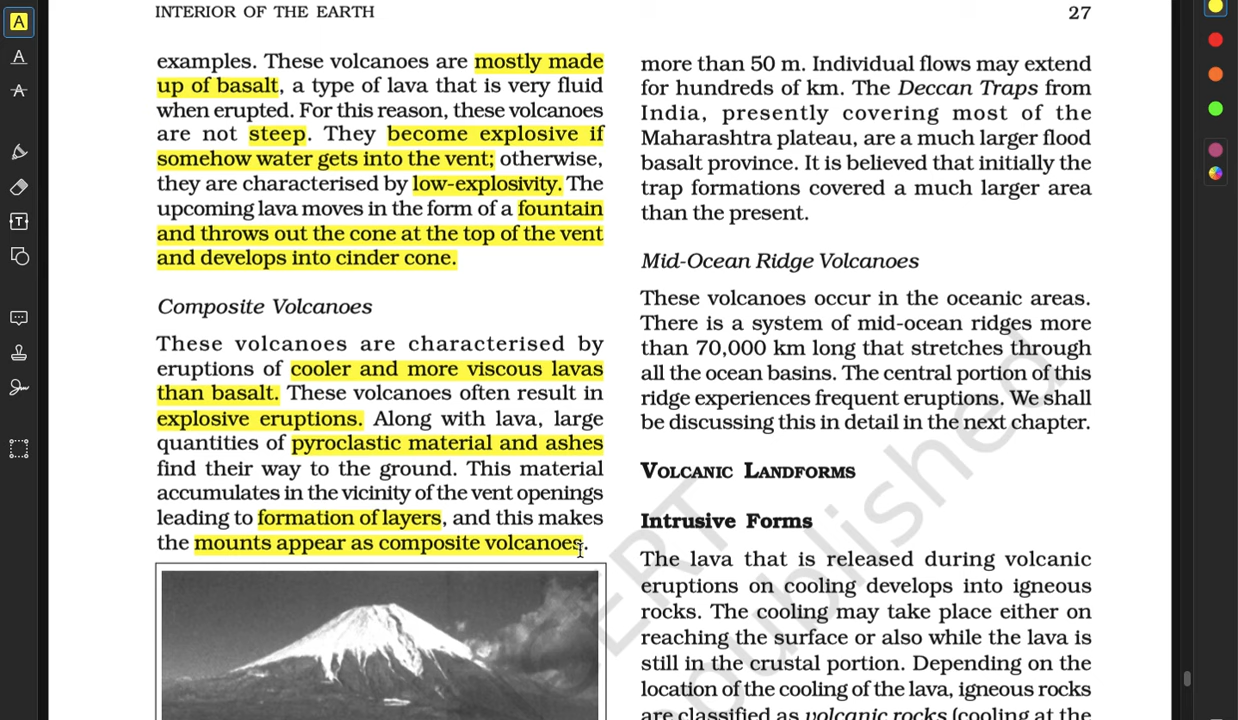 INTERIOR OF THE EARTH
27
examples. These volcanoes are mostly made
up of basalt, a type of lava that is very fluid
when erupted. For this reason, these volcanoes
are not steep. They become explosive if
somehow water gets into the vent; otherwise,
they are characterised by low-explosivity. The
upcoming lava moves in the form of a fountain
and throws out the cone at the top of the vent
and develops into cinder cone.
Composite Volcanoes
These volcanoes are characterised by
eruptions of cooler and more viscous lavas
than basalt. These volcanoes often result in
explosive eruptions. Along with lava, large
quantities of pyroclastic material and ashes
find their way to the ground. This material
accumulates in the vicinity of the vent openings
leading to formation of layers, and this makes
the mounts appear as composite volcanoes.
more than 50 m. Individual flows may extend
for hundreds of km. The Deccan Traps from
India, presently covering most of the
Maharashtra plateau, are a much larger flood
basalt province. It is believed that initially the
trap formations covered a much larger area
than the present.
Mid-Ocean Ridge Volcanoes
These volcanoes occur in the oceanic areas.
There is a system of mid-ocean ridges more
than 70,000 km long that stretches through
all the ocean basins. The central portion of this
ridge experiences frequent eruptions. We shall
be discussing this in detail in the next chapter.
VOLCANIC LANDFORMS
Intrusive Forms
The lava that is released during volcanic
eruptions on cooling develops into igneous
rocks. The cooling may take place either on
reaching the surface or also while the lava is
still in the crustal portion. Depending on the
location of the cooling of the lava, igneous rocks
are classified as volcanic rocks (cooling at the